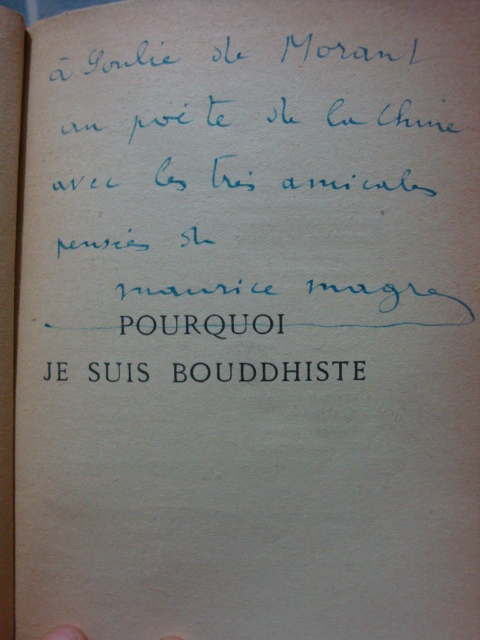 à Soulie de Morant
au poète de la Chine
avec les très amicales
pensées de
maurice magre
POURQUOI
JE SUIS BOUDDHISTE